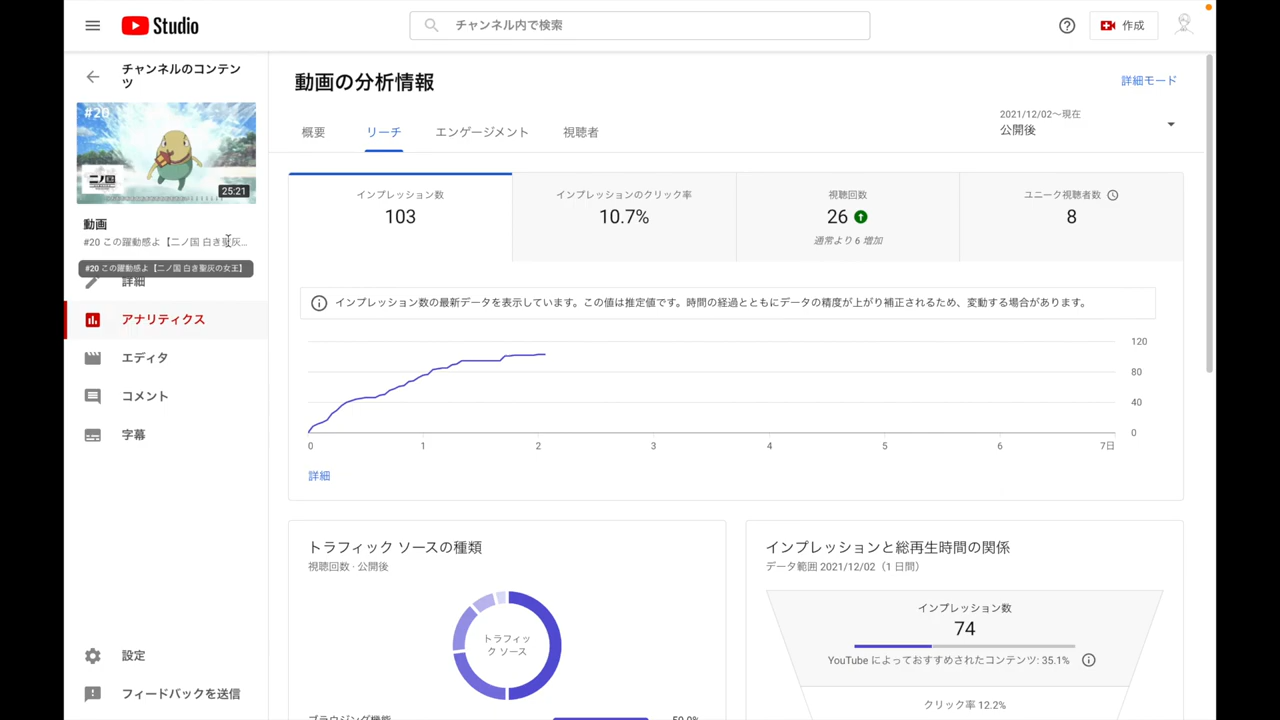 Studio
チャンネル内で検索
作成
チャンネルのコンテン
ツ
#20
二ノ国
25:21
動画
#20 この躍動感よ【二ノ国 白き聖灰...
#20 この躍動感よ【二ノ国 白き聖灰の女王】
詳細
アナリティクス
エディタ
コメント
字幕
設定
フィードバックを送信
動画の分析情報
詳細モード
概要
リーチ
エンゲージメント
視聴者
2021/12/02～現在
公開後
インプレッション数
103
インプレッションのクリック率
10.7%
視聴回数
26
通常より 6 増加
ユニーク視聴者数
8
インプレッション数の最新データを表示しています。この値は推定値です。時間の経過とともにデータの精度が上がり補正されるため、変動する場合があります。
120
80
40
0
0
1
2
3
4
5
6
7日
詳細
トラフィック ソースの種類
視聴回数 · 公開後
トラフィッ
ク ソース
ブラウジング機能
50.0%
インプレッションと総再生時間の関係
データ範囲 2021/12/02（1 日間）
インプレッション数
74
YouTube によっておすすめされたコンテンツ: 35.1%
クリック率 12.2%